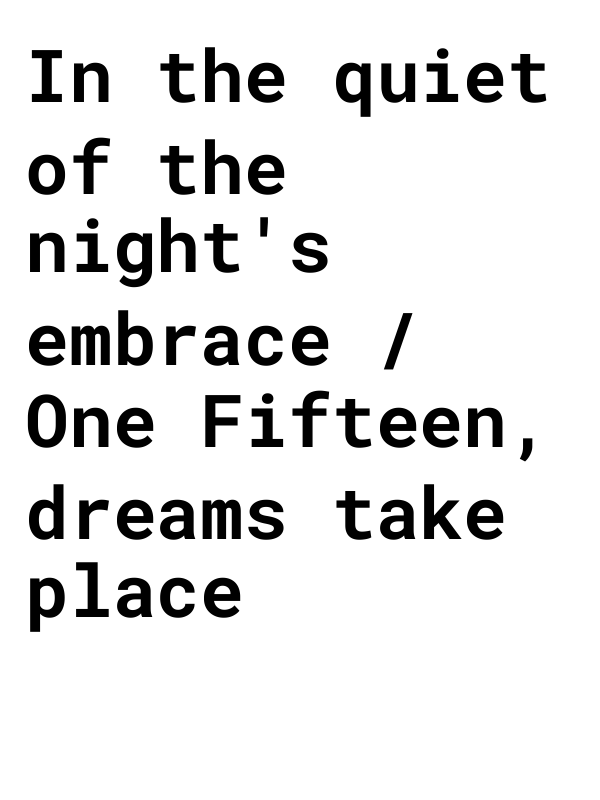 In the quiet
of the
night's
embrace /
One Fifteen,
dreams take
place